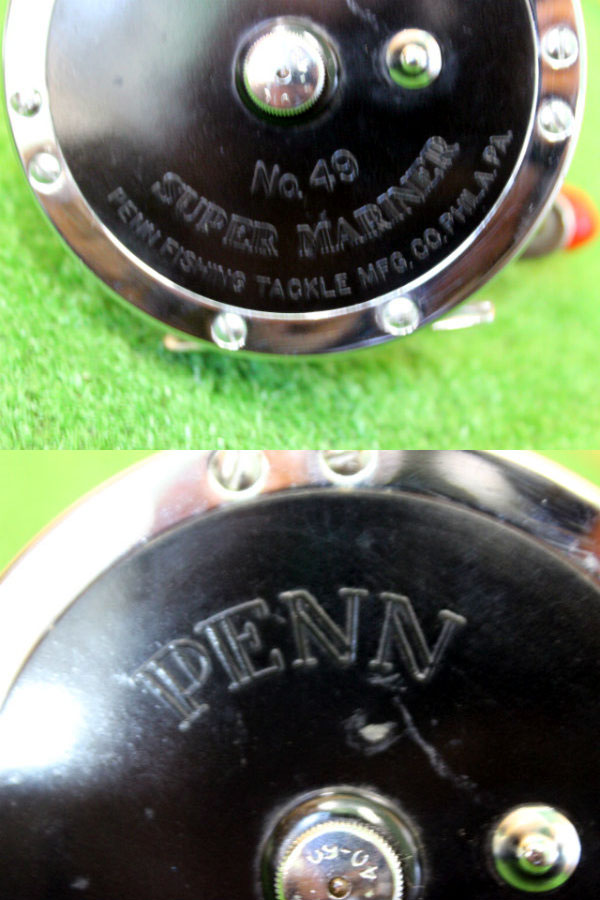 No. 49
SUPER MARINER
PENN FISHING TACKLE MFG. CO. PHILA. PA.
PENN